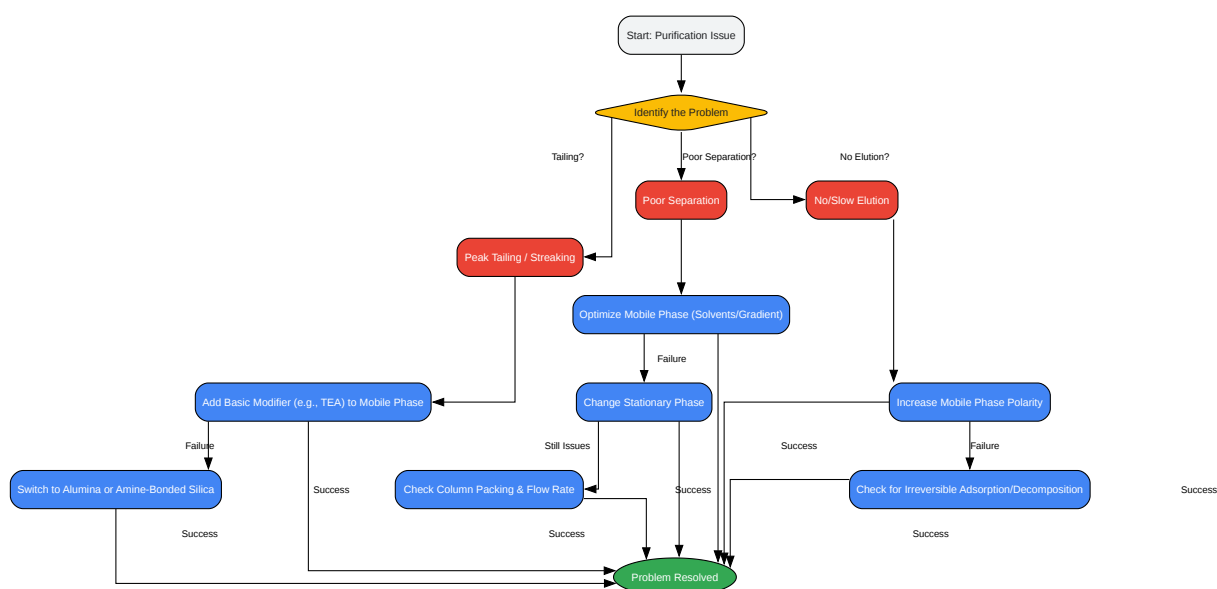 Start: Purification Issue
Identify the Problem
Tailing?
Poor Separation?
No Elution?
Poor Separation
No/Slow Elution
Peak Tailing / Streaking
Optimize Mobile Phase (Solvents/Gradient)
Failure
Add Basic Modifier (e.g., TEA) to Mobile Phase
Change Stationary Phase
Increase Mobile Phase Polarity
Failure
Still Issues
Success
Failure
Switch to Alumina or Amine-Bonded Silica
Success
Check Column Packing & Flow Rate
Success
Check for Irreversible Adsorption/Decomposition
Success
Success
Success
Success
Problem Resolved